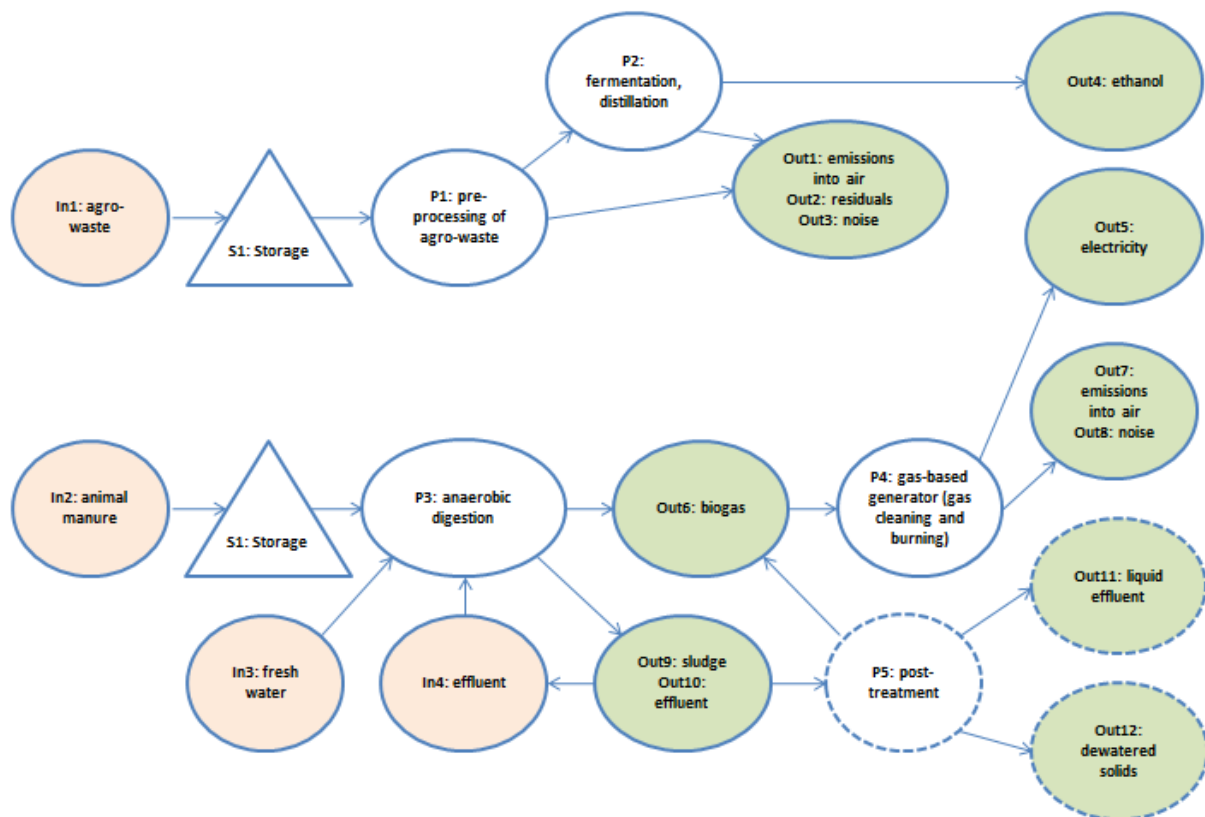 P2:
fermentation,
distillation
Out4: ethanol
In1: agro-
waste
S1: Storage
P1: pre-
processing of
agro-waste
Out1: emissions
into air
Out2: residuals
Out3: noise
Out5:
electricity
Out7:
emissions
into air
Out8: noise
In2: animal
manure
S1: Storage
P3: anaerobic
digestion
Out6: biogas
P4: gas-based
generator (gas
cleaning and
burning)
Out11: liquid
effluent
In3: fresh
water
In4: effluent
Out9: sludge
Out10:
effluent
P5: post-
treatment
Out12:
dewatered
solids